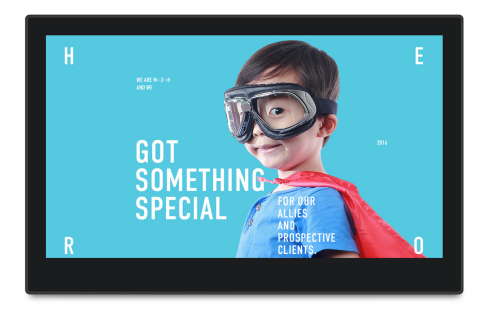 H E
WE ARE M-Z-H
AND WE
2016
GOT
SOMETHING
SPECIAL
FOR OUR
ALLIES
AND
PROSPECTIVE
CLIENTS.
R O